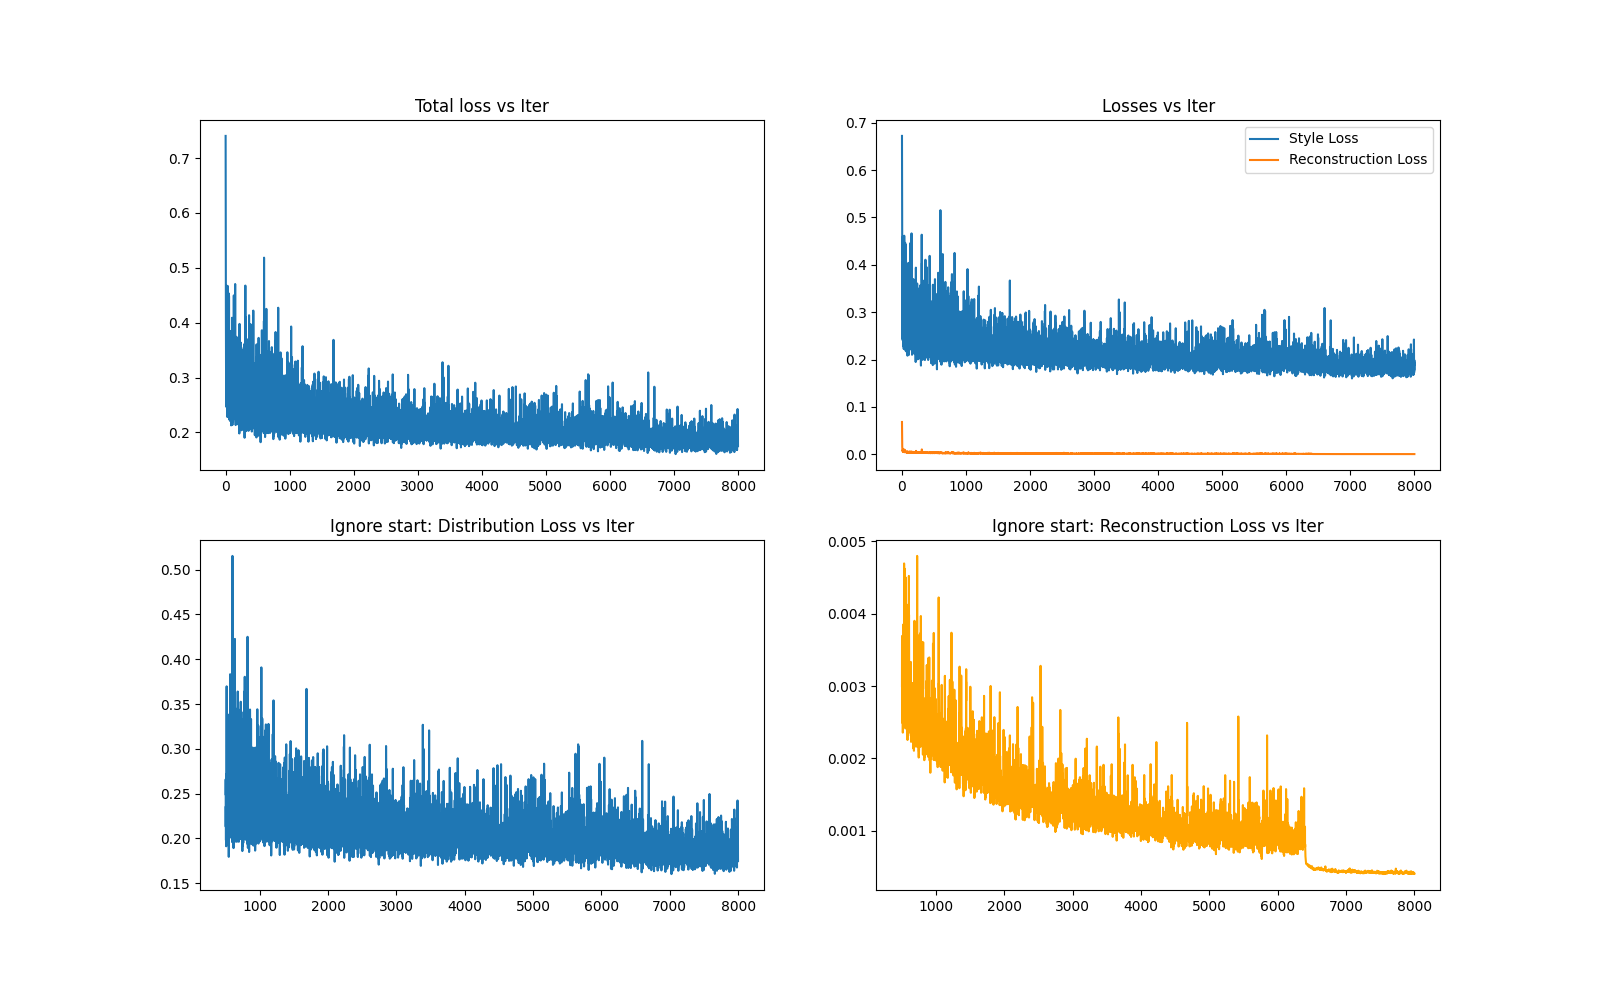 Total loss vs Iter
0.7
0.6
0.5
0.4
0.3
0.2
0 1000 2000 3000 4000 5000 6000 7000 8000
Losses vs Iter
0.7
0.6
0.5
0.4
0.3
0.2
0.1
0.0
Style Loss
Reconstruction Loss
0 1000 2000 3000 4000 5000 6000 7000 8000
Ignore start: Distribution Loss vs Iter
0.50
0.45
0.40
0.35
0.30
0.25
0.20
0.15
1000 2000 3000 4000 5000 6000 7000 8000
Ignore start: Reconstruction Loss vs Iter
0.005
0.004
0.003
0.002
0.001
1000 2000 3000 4000 5000 6000 7000 8000